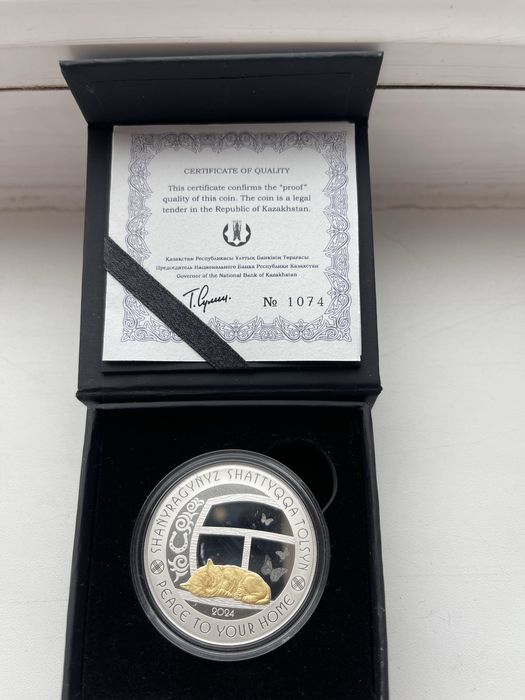 CERTIFICATE OF QUALITY
This certificate confirms the "proof"
quality of this coin. The coin is a legal
tender in the Republic of Kazakhstan.
Қазақстан Республикасы Ұлттық Банкінің Төрағасы
Председатель Национального Банка Республики Казахстан
Governor of the National Bank of Kazakhstan
№ 1074
SHAŃYRAǴYŃYZ SHATTYQQA TOLSYN
2024
PEACE TO YOUR HOME